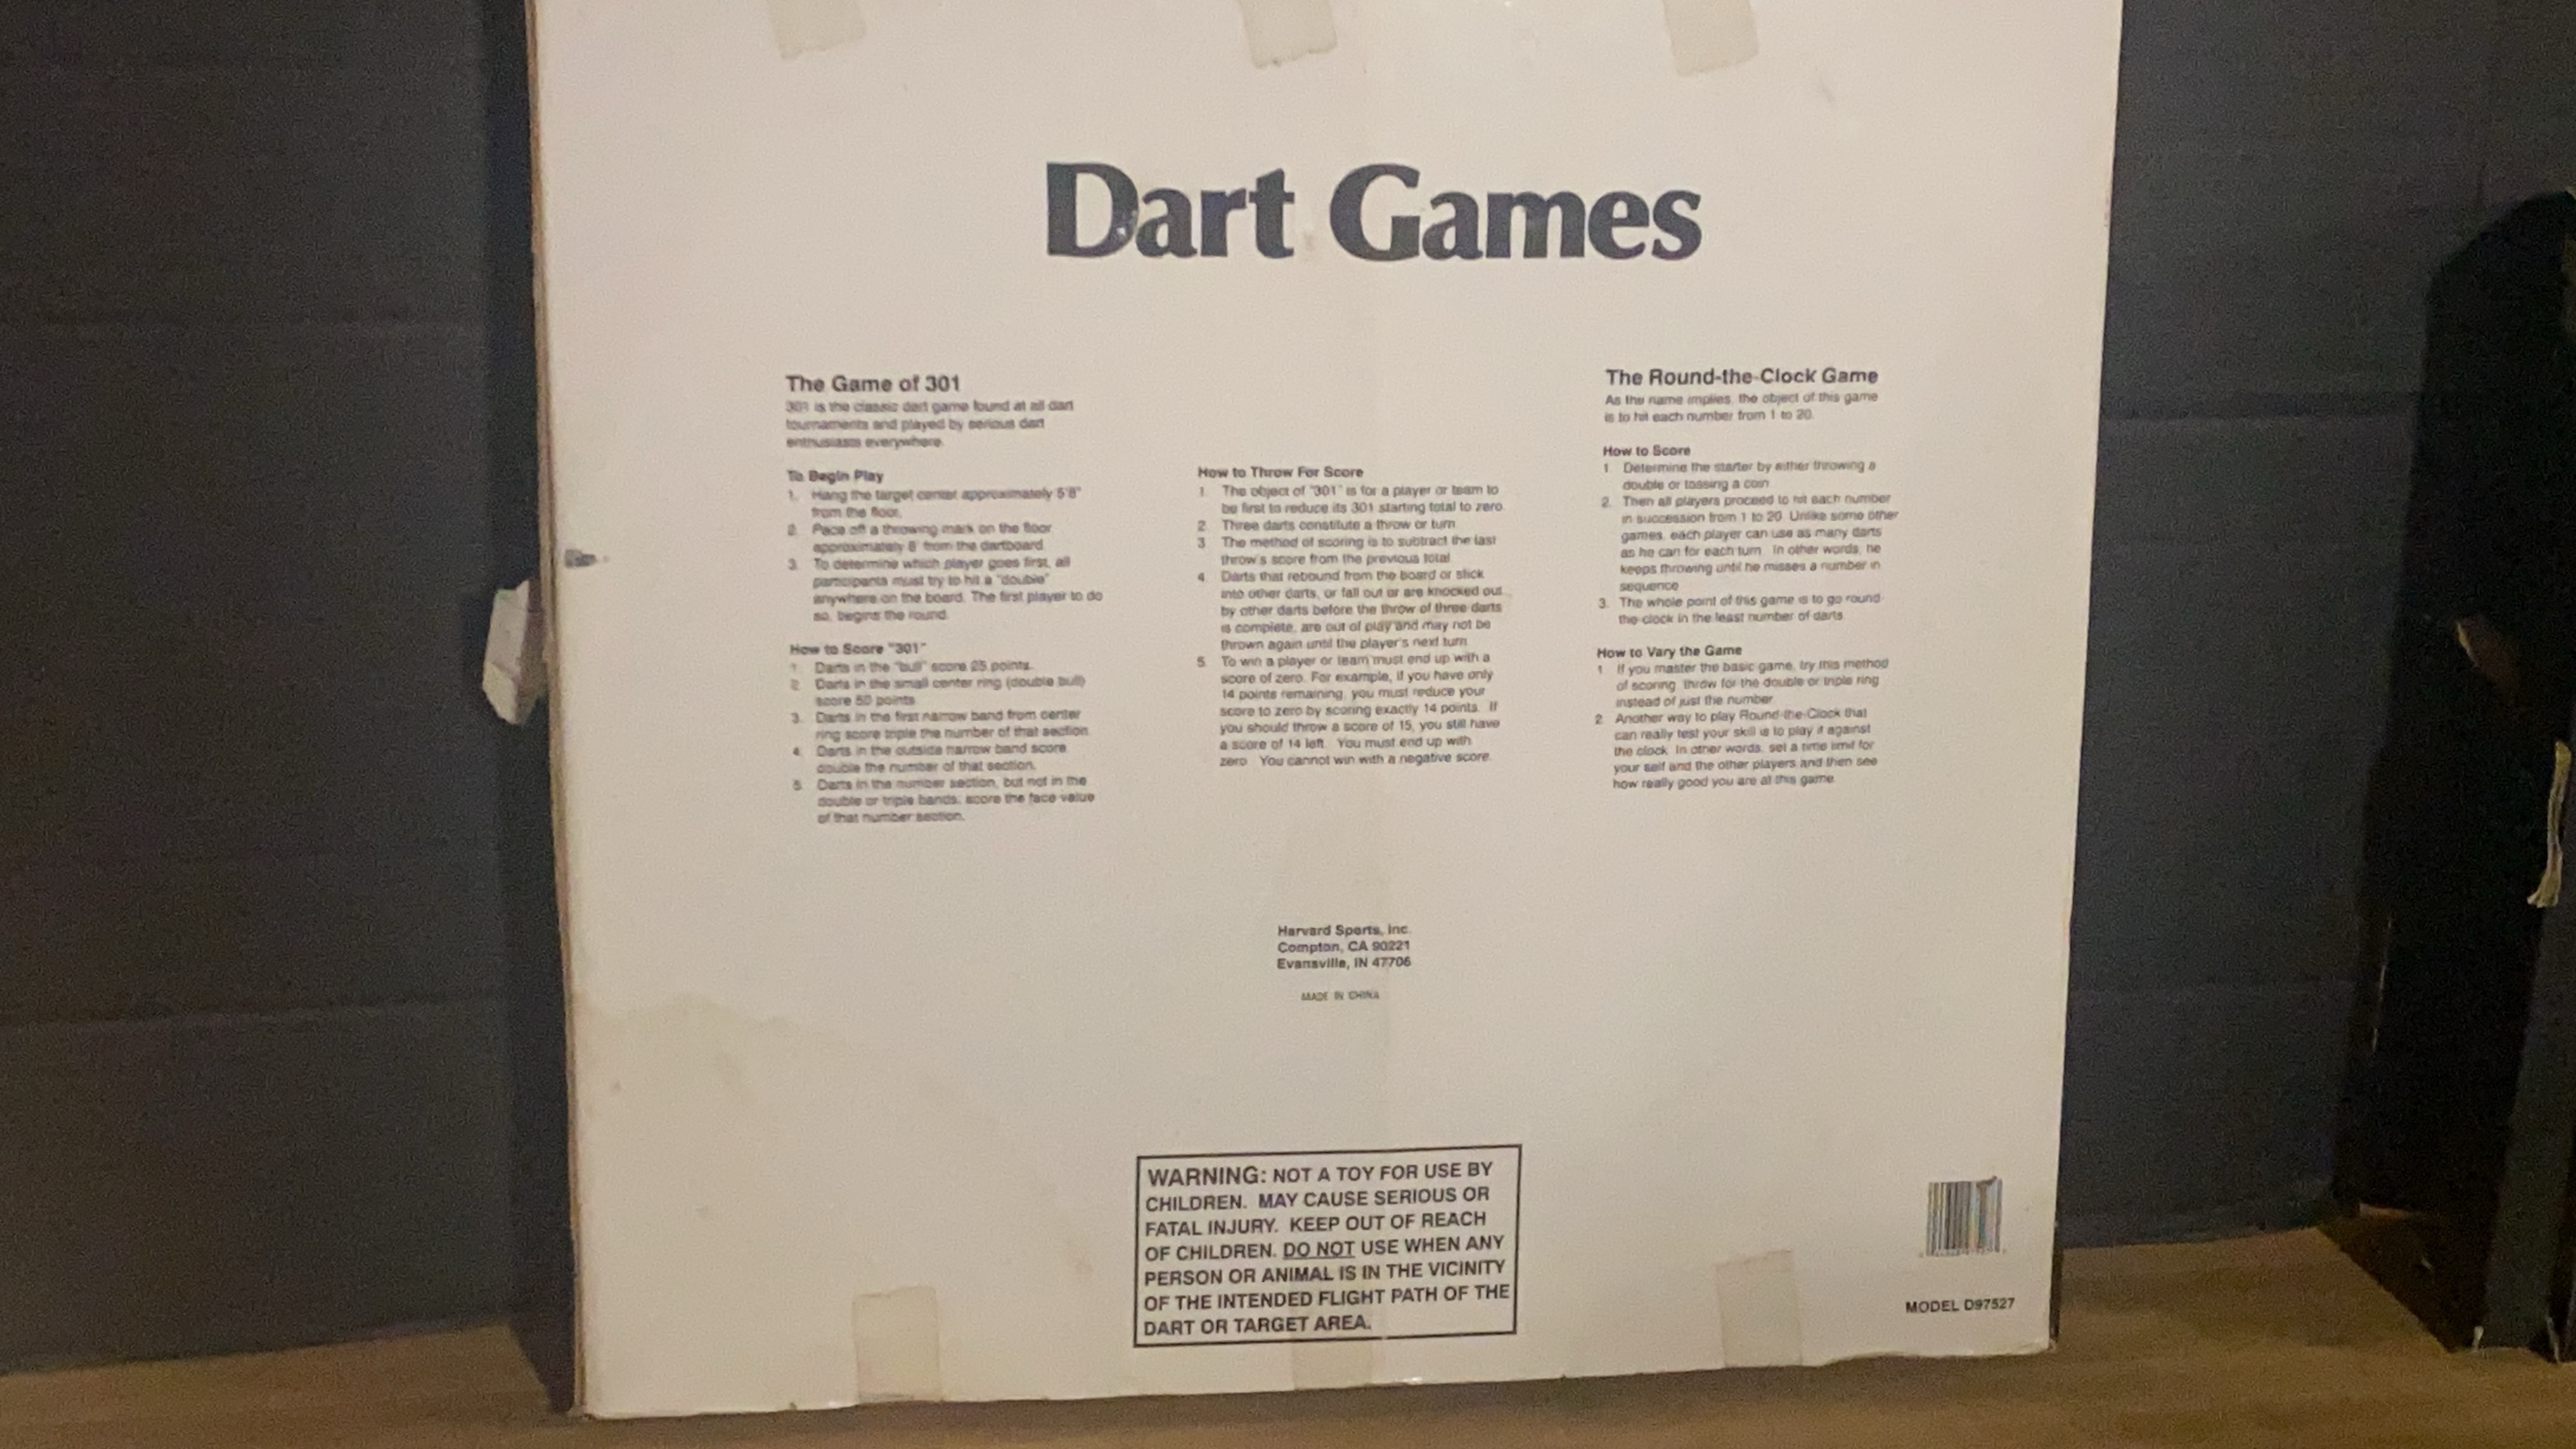 Dart Games
The Game of 301
301 is the classic dart game found at all dart
tournaments and played by serious dart
enthusiasts everywhere.
To Begin Play
1. Hang the target center approximately 5'8"
from the floor.
2. Pace off a throwing mark on the floor
approximately 8' from the dartboard.
3. To determine which player goes first, all
participants must try to hit a "double"
anywhere on the board. The first player to do
so, begins the round.
How to Score "301"
1. Darts in the "bull" score 25 points.
2. Darts in the small center ring (double bull)
score 50 points.
3. Darts in the first narrow band from center
ring score triple the number of that section.
4. Darts in the outside narrow band score
double the number of that section.
5. Darts in the number section, but not in the
double or triple bands, score the face value
of that number section.
How to Throw For Score
1. The object of "301" is for a player or team to
be first to reduce its 301 starting total to zero.
2. Three darts constitute a throw or turn.
3. The method of scoring is to subtract the last
throw's score from the previous total.
4. Darts that rebound from the board or stick
into other darts, or fall out or are knocked out
by other darts before the throw of three darts
is complete, are out of play and may not be
thrown again until the player's next turn.
5. To win a player or team must end up with a
score of zero. For example, if you have only
14 points remaining, you must reduce your
score to zero by scoring exactly 14 points. If
you should throw a score of 15, you still have
a score of 14 left. You must end up with
zero. You cannot win with a negative score.
The Round-the-Clock Game
As the name implies, the object of this game
is to hit each number from 1 to 20.
How to Score
1. Determine the starter by either throwing a
double or tossing a coin.
2. Then all players proceed to hit each number
in succession from 1 to 20. Unlike some other
games, each player can use as many darts
as he can for each turn. In other words, he
keeps throwing until he misses a number in
sequence.
3. The whole point of this game is to go round-
the-clock in the least number of darts.
How to Vary the Game
1. If you master the basic game, try this method
of scoring: throw for the double or triple ring
instead of just the number.
2. Another way to play Round-the-Clock that
can really test your skill is to play it against
the clock. In other words, set a time limit for
your self and the other players and then see
how really good you are at this game.
Harvard Sports, Inc.
Compton, CA 90221
Evansville, IN 47706
MADE IN CHINA
WARNING: NOT A TOY FOR USE BY
CHILDREN. MAY CAUSE SERIOUS OR
FATAL INJURY. KEEP OUT OF REACH
OF CHILDREN. DO NOT USE WHEN ANY
PERSON OR ANIMAL IS IN THE VICINITY
OF THE INTENDED FLIGHT PATH OF THE
DART OR TARGET AREA.
MODEL D97527